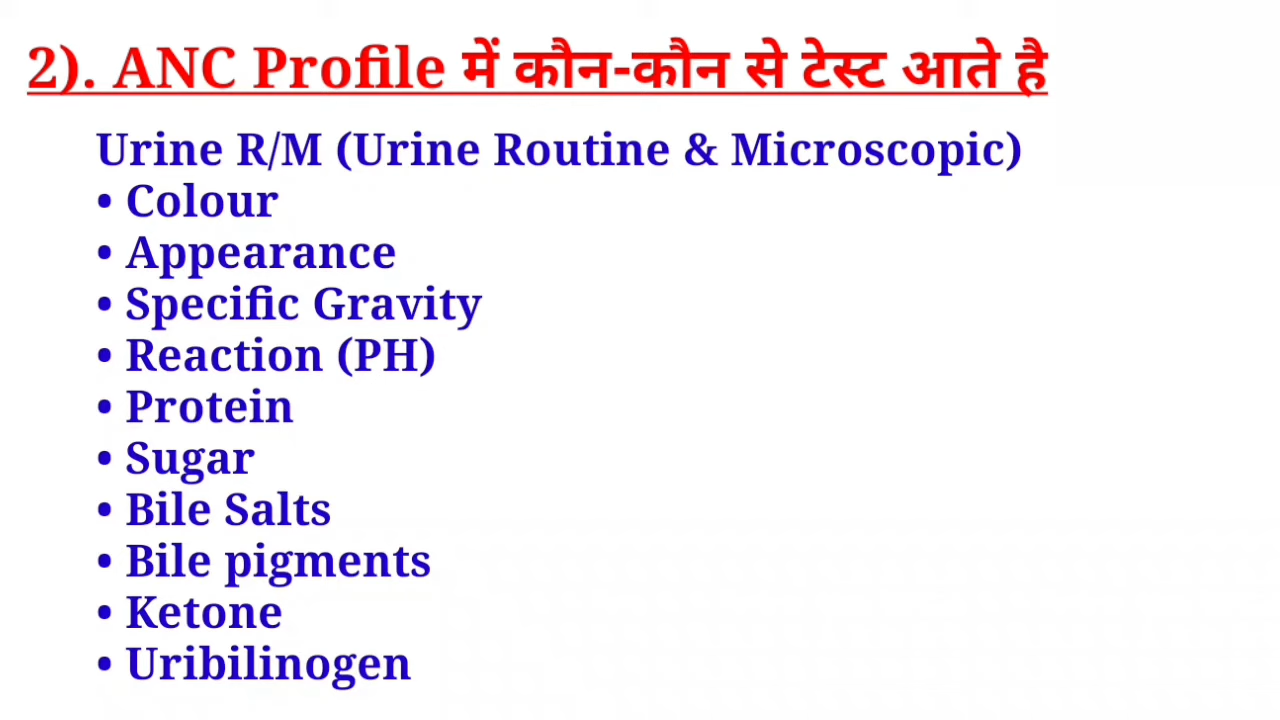 2). ANC Profile में कौन-कौन से टेस्ट आते है
Urine R/M (Urine Routine & Microscopic)
• Colour
• Appearance
• Specific Gravity
• Reaction (PH)
• Protein
• Sugar
• Bile Salts
• Bile pigments
• Ketone
• Uribilinogen